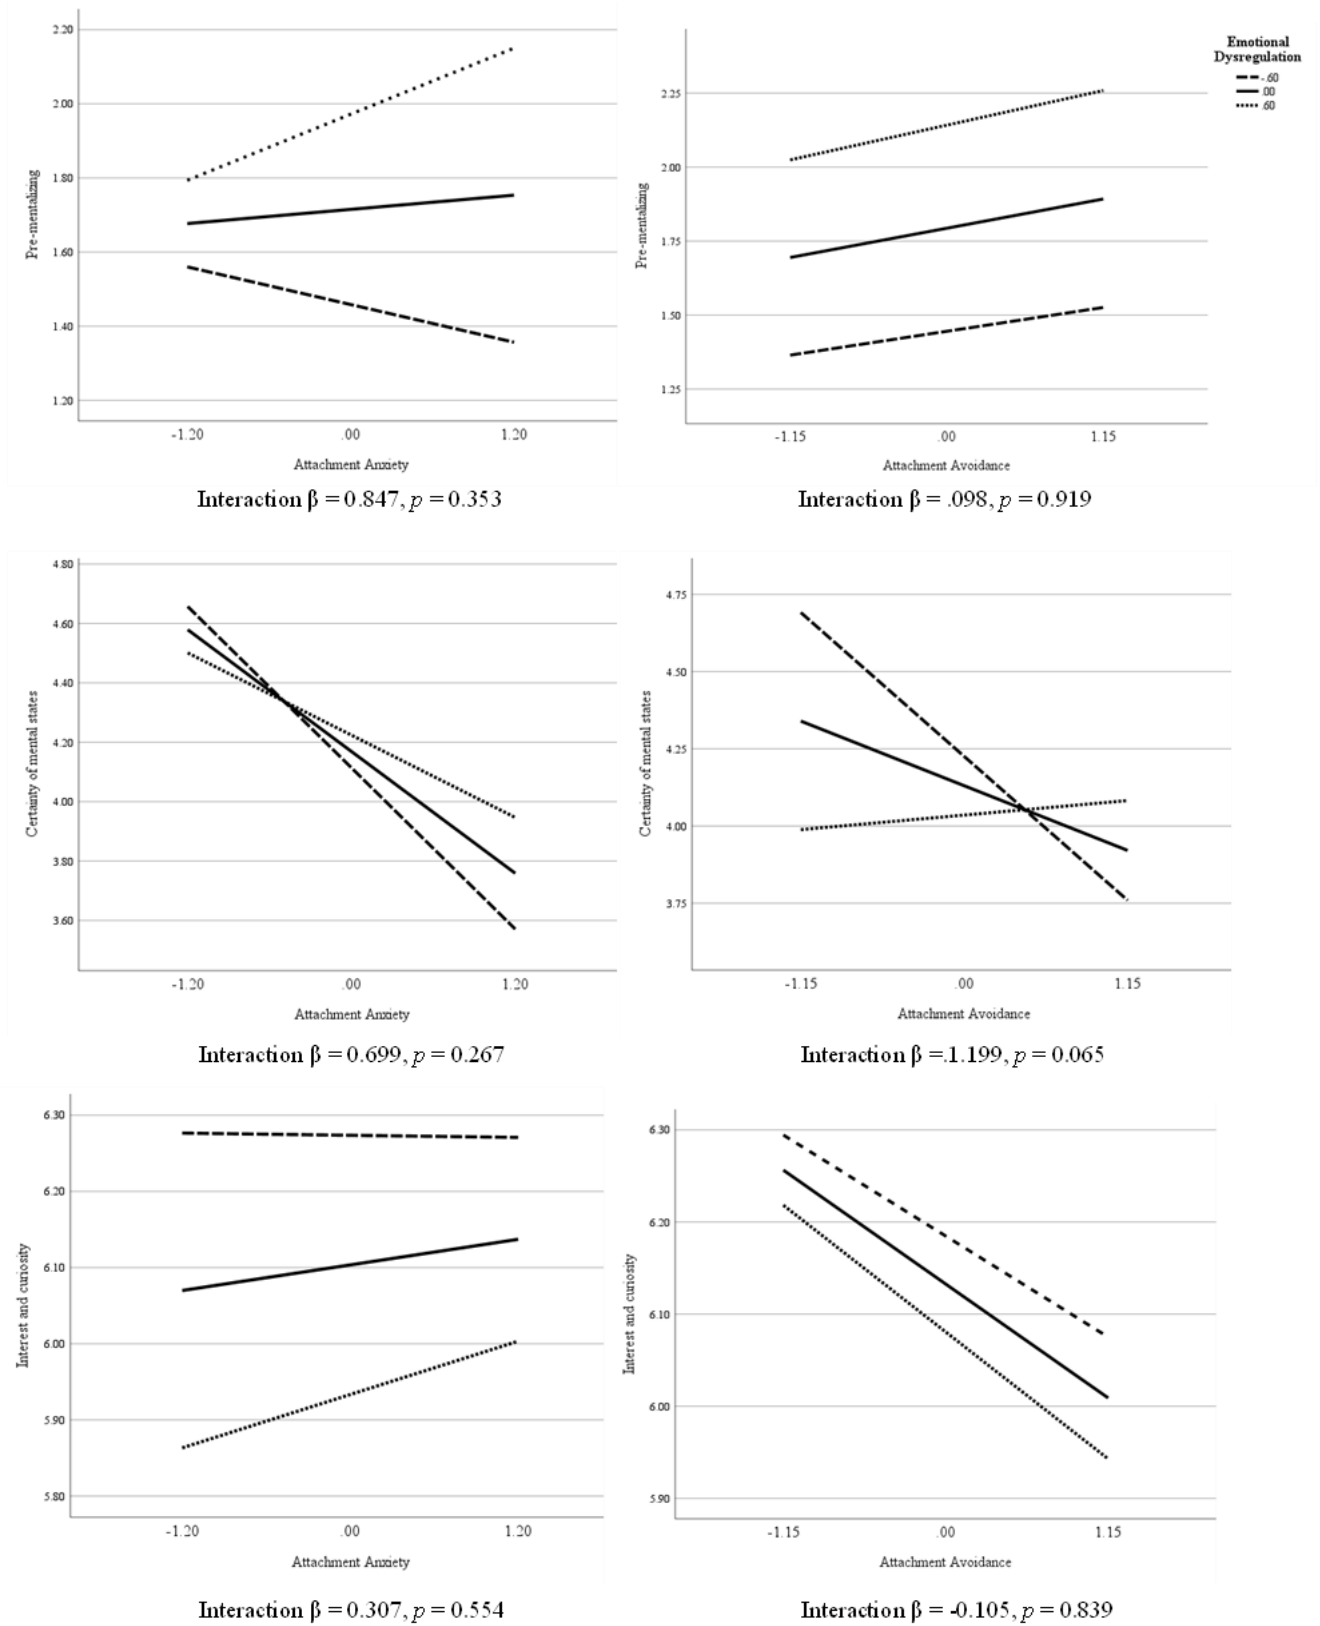 2.20
2.00
1.80
1.60
1.40
1.20
Pre-mentalizing
-1.20 .00 1.20
Attachment Anxiety
Interaction β = 0.847, p = 0.353
2.25
2.00
1.75
1.50
1.25
Pre-mentalizing
-1.15 .00 1.15
Attachment Avoidance
Interaction β = .098, p = 0.919
Emotional
Dysregulation
-.60
.00
.60
4.80
4.60
4.40
4.20
4.00
3.80
3.60
Certainty of mental states
-1.20 .00 1.20
Attachment Anxiety
Interaction β = 0.699, p = 0.267
4.75
4.50
4.25
4.00
3.75
Certainty of mental states
-1.15 .00 1.15
Attachment Avoidance
Interaction β =.1.199, p = 0.065
6.30
6.20
6.10
6.00
5.90
5.80
Interest and curiosity
-1.20 .00 1.20
Attachment Anxiety
Interaction β = 0.307, p = 0.554
6.30
6.20
6.10
6.00
5.90
Interest and curiosity
-1.15 .00 1.15
Attachment Avoidance
Interaction β = -0.105, p = 0.839